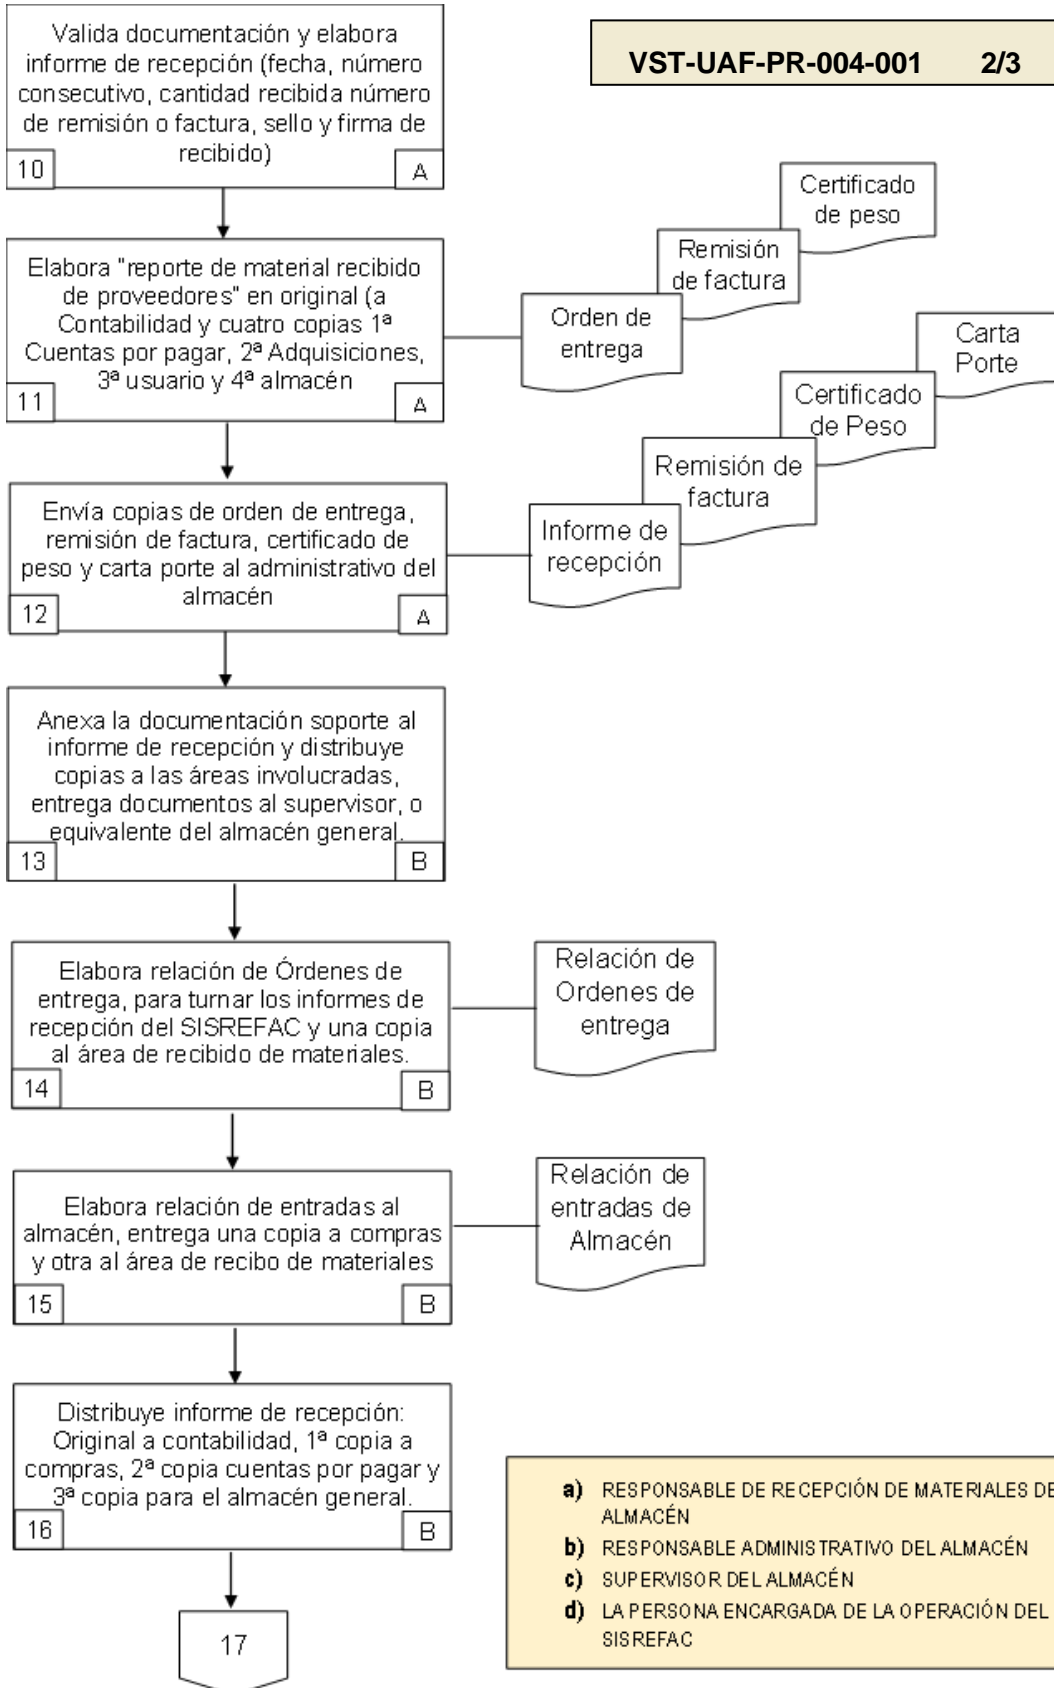 VST-UAF-PR-004-001 2/3
Valida documentación y elabora
informe de recepción (fecha, número
consecutivo, cantidad recibida número
de remisión o factura, sello y firma de
recibido)
10
A
Elabora "reporte de material recibido
de proveedores" en original (a
Contabilidad y cuatro copias 1ª
Cuentas por pagar, 2ª Adquisiciones,
3ª usuario y 4ª almacén
11
A
Orden de
entrega
Remisión
de factura
Certificado
de peso
Envía copias de orden de entrega,
remisión de factura, certificado de
peso y carta porte al administrativo del
almacén
12
A
Informe de
recepción
Remisión de
factura
Certificado
de Peso
Carta
Porte
Anexa la documentación soporte al
informe de recepción y distribuye
copias a las áreas involucradas,
entrega documentos al supervisor, o
equivalente del almacén general.
13
B
Elabora relación de Órdenes de
entrega, para turnar los informes de
recepción del SISREFAC y una copia
al área de recibido de materiales.
14
B
Relación de
Ordenes de
entrega
Elabora relación de entradas al
almacén, entrega una copia a compras
y otra al área de recibo de materiales
15
B
Relación de
entradas de
Almacén
Distribuye informe de recepción:
Original a contabilidad, 1ª copia a
compras, 2ª copia cuentas por pagar y
3ª copia para el almacén general.
16
B
17
a) RESPONSABLE DE RECEPCIÓN DE MATERIALES DE
ALMACÉN
b) RESPONSABLE ADMINISTRATIVO DEL ALMACÉN
c) SUPERVISOR DEL ALMACÉN
d) LA PERSONA ENCARGADA DE LA OPERACIÓN DEL
SISREFAC